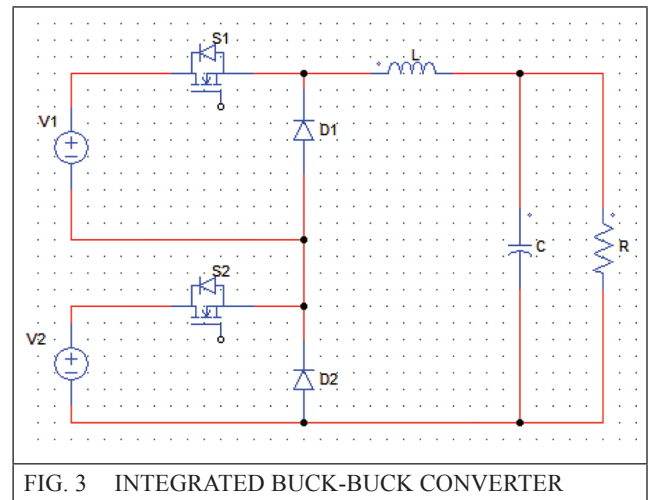 S1
L
V1
D1
S2
C
R
V2
D2
FIG. 3 INTEGRATED BUCK-BUCK CONVERTER